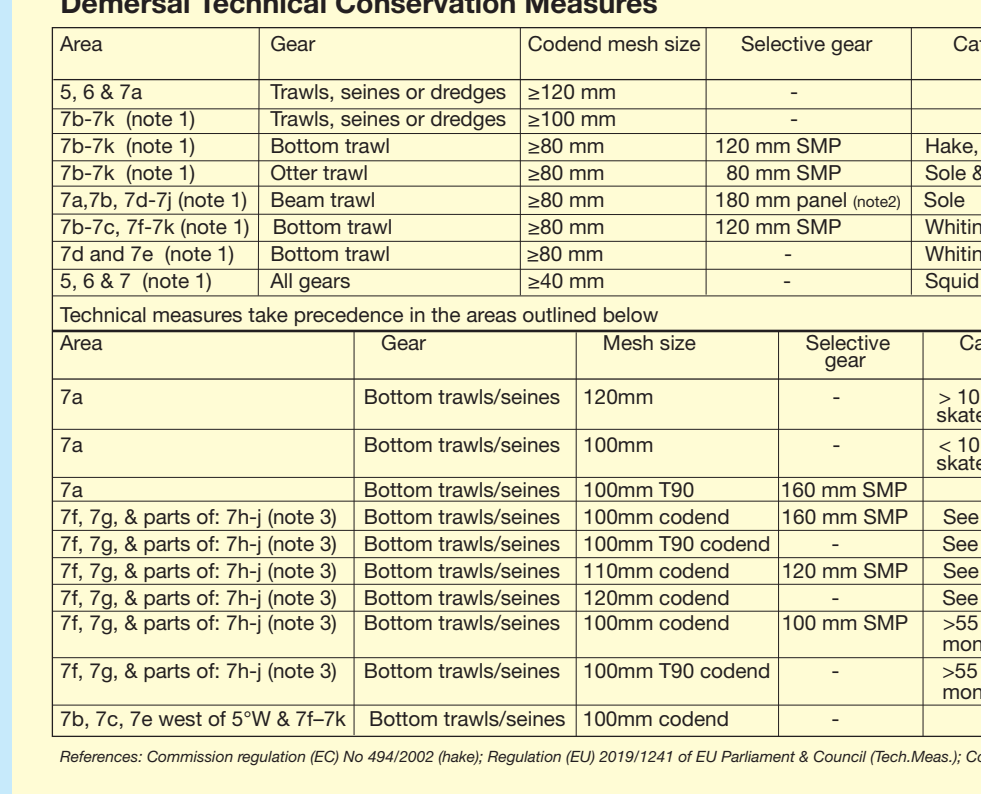 Demersal Technical Conservation Measures
Area Gear Codend mesh size Selective gear
5, 6 & 7a Trawls, seines or dredges ≥120 mm -
7b-7k (note 1) Trawls, seines or dredges ≥100 mm -
7b-7k (note 1) Bottom trawl ≥80 mm 120 mm SMP Hake,
7b-7k (note 1) Otter trawl ≥80 mm 80 mm SMP Sole &
7a,7b, 7d-7j (note 1) Beam trawl ≥80 mm 180 mm panel (note2) Sole
7b-7c, 7f-7k (note 1) Bottom trawl ≥80 mm 120 mm SMP
7d and 7e (note 1) Bottom trawl ≥80 mm -
5, 6 & 7 (note 1) All gears ≥40 mm - Squid
Technical measures take precedence in the areas outlined below
Area Gear Mesh size Selective
gear
7a Bottom trawls/seines 120mm - > 10
skate
7a Bottom trawls/seines 100mm - < 10
skate
7a Bottom trawls/seines 100mm T90 160 mm SMP
7f, 7g, & parts of: 7h-j (note 3) Bottom trawls/seines 100mm codend 160 mm SMP See
7f, 7g, & parts of: 7h-j (note 3) Bottom trawls/seines 100mm T90 codend - See
7f, 7g, & parts of: 7h-j (note 3) Bottom trawls/seines 110mm codend 120 mm SMP See
7f, 7g, & parts of: 7h-j (note 3) Bottom trawls/seines 120mm codend - See
7f, 7g, & parts of: 7h-j (note 3) Bottom trawls/seines 100mm codend 100 mm SMP >55
mon
7f, 7g, & parts of: 7h-j (note 3) Bottom trawls/seines 100mm T90 codend - >55
mon
7b, 7c, 7e west of 5°W & 7f–7k Bottom trawls/seines 100mm codend -
References: Commission regulation (EC) No 494/2002 (hake); Regulation (EU) 2019/1241 of EU Parliament & Council (Tech.Meas.);